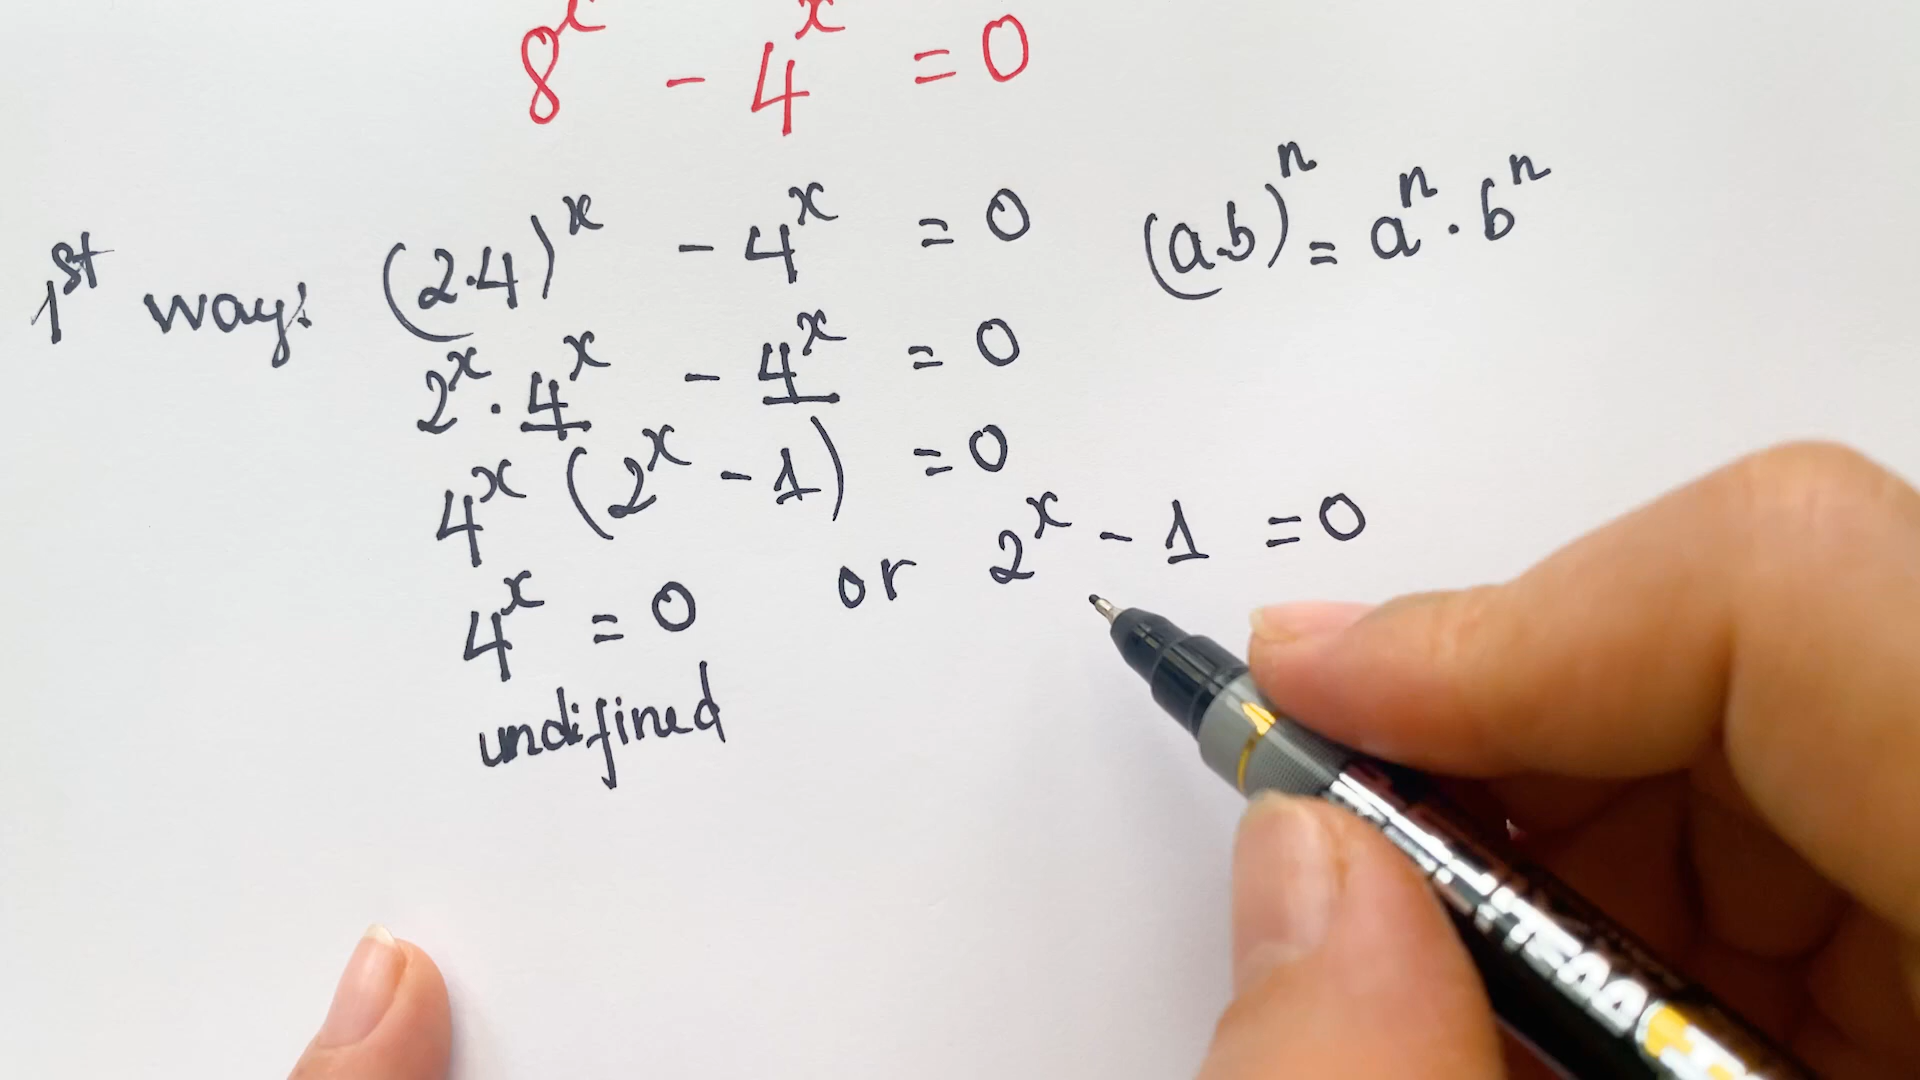 8^x - 4^x = 0
1st way: (2·4)^x - 4^x = 0 (a·b)^n = a^n · b^n
2^x · 4^x - 4^x = 0
4^x (2^x - 1) = 0
4^x = 0 or 2^x - 1 = 0
undifined